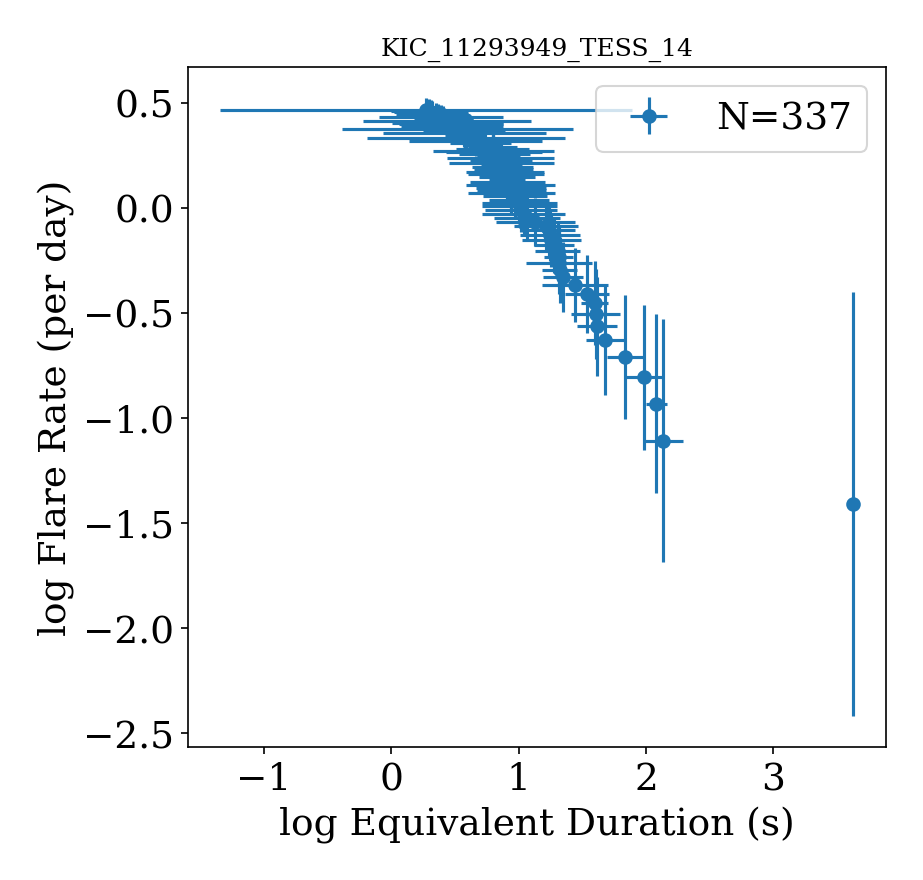 KIC_11293949_TESS_14
N=337
log Flare Rate (per day)
0.5
0.0
−0.5
−1.0
−1.5
−2.0
−2.5
−1 0 1 2 3
log Equivalent Duration (s)